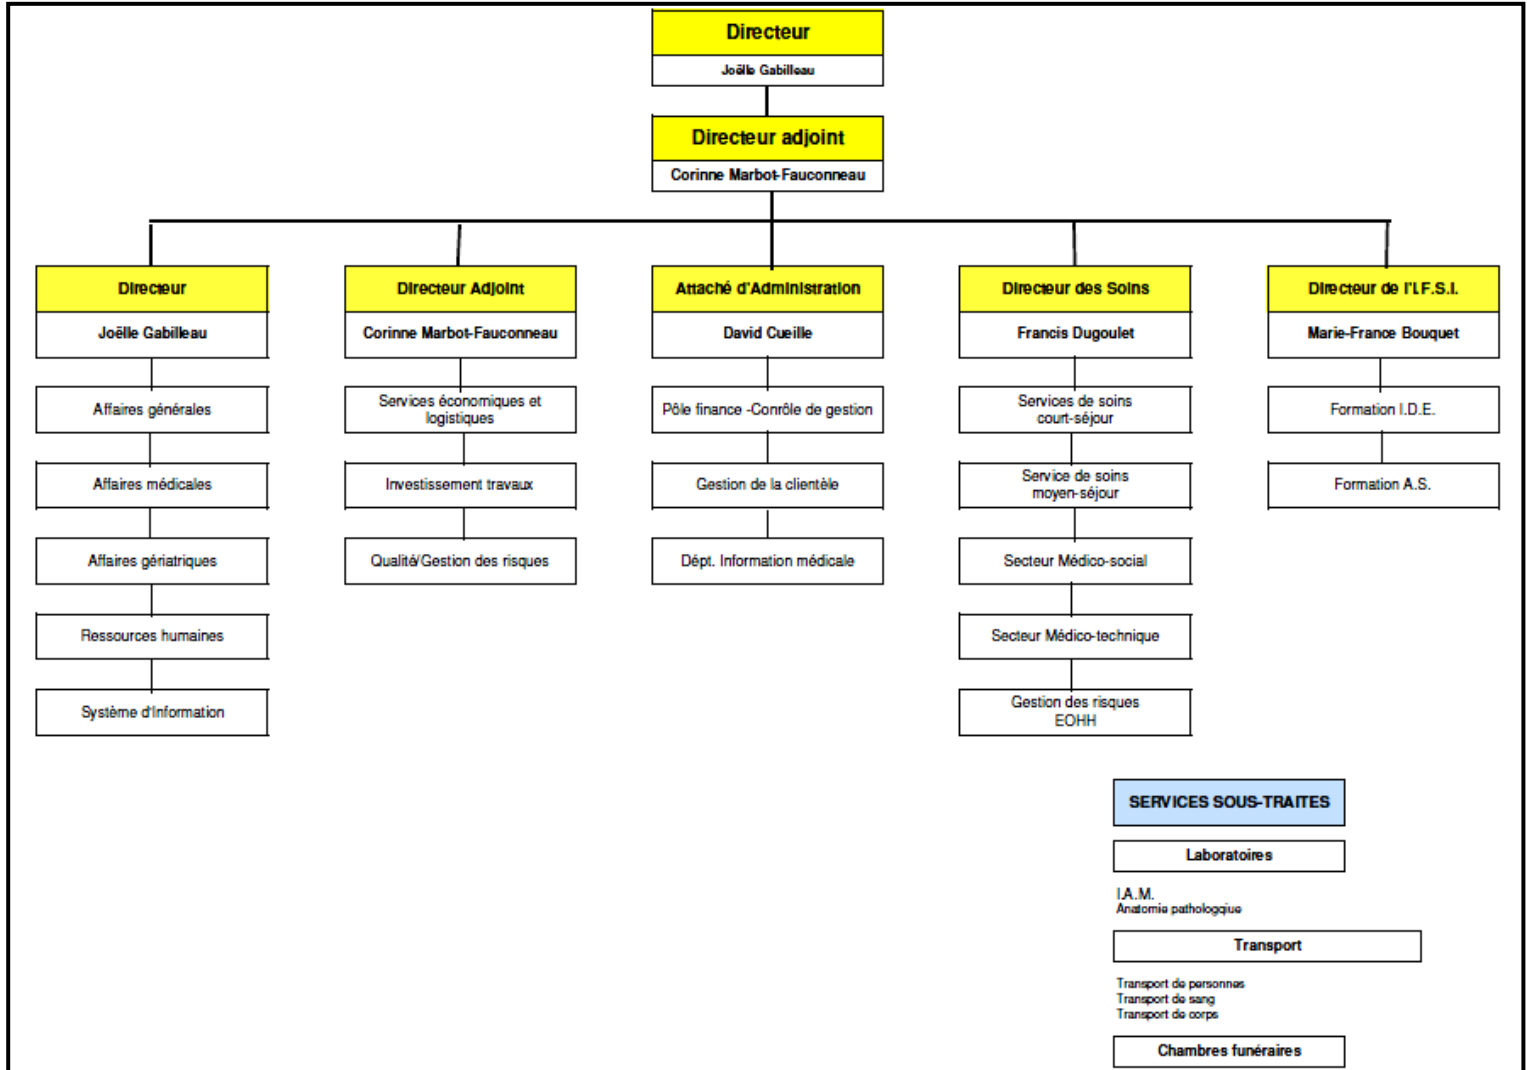 Directeur
Joëlle Gabilleau
Directeur adjoint
Corinne Marbot-Fauconneau
Directeur
Joëlle Gabilleau
Affaires générales
Affaires médicales
Affaires gériatriques
Ressources humaines
Système d'Information
Directeur Adjoint
Corinne Marbot-Fauconneau
Services économiques et
logistiques
Investissement travaux
Qualité/Gestion des risques
Attaché d'Administration
David Cueille
Pôle finance -Conrôle de gestion
Gestion de la clientèle
Dépt. Information médicale
Directeur des Soins
Francis Dugoulet
Services de soins
court-séjour
Service de soins
moyen-séjour
Secteur Médico-social
Secteur Médico-technique
Gestion des risques
EOHH
Directeur de l'I.F.S.I.
Marie-France Bouquet
Formation I.D.E.
Formation A.S.
SERVICES SOUS-TRAITES
Laboratoires
I.A.M.
Anatomie pathologqiue
Transport
Transport de personnes
Transport de sang
Transport de corps
Chambres funéraires